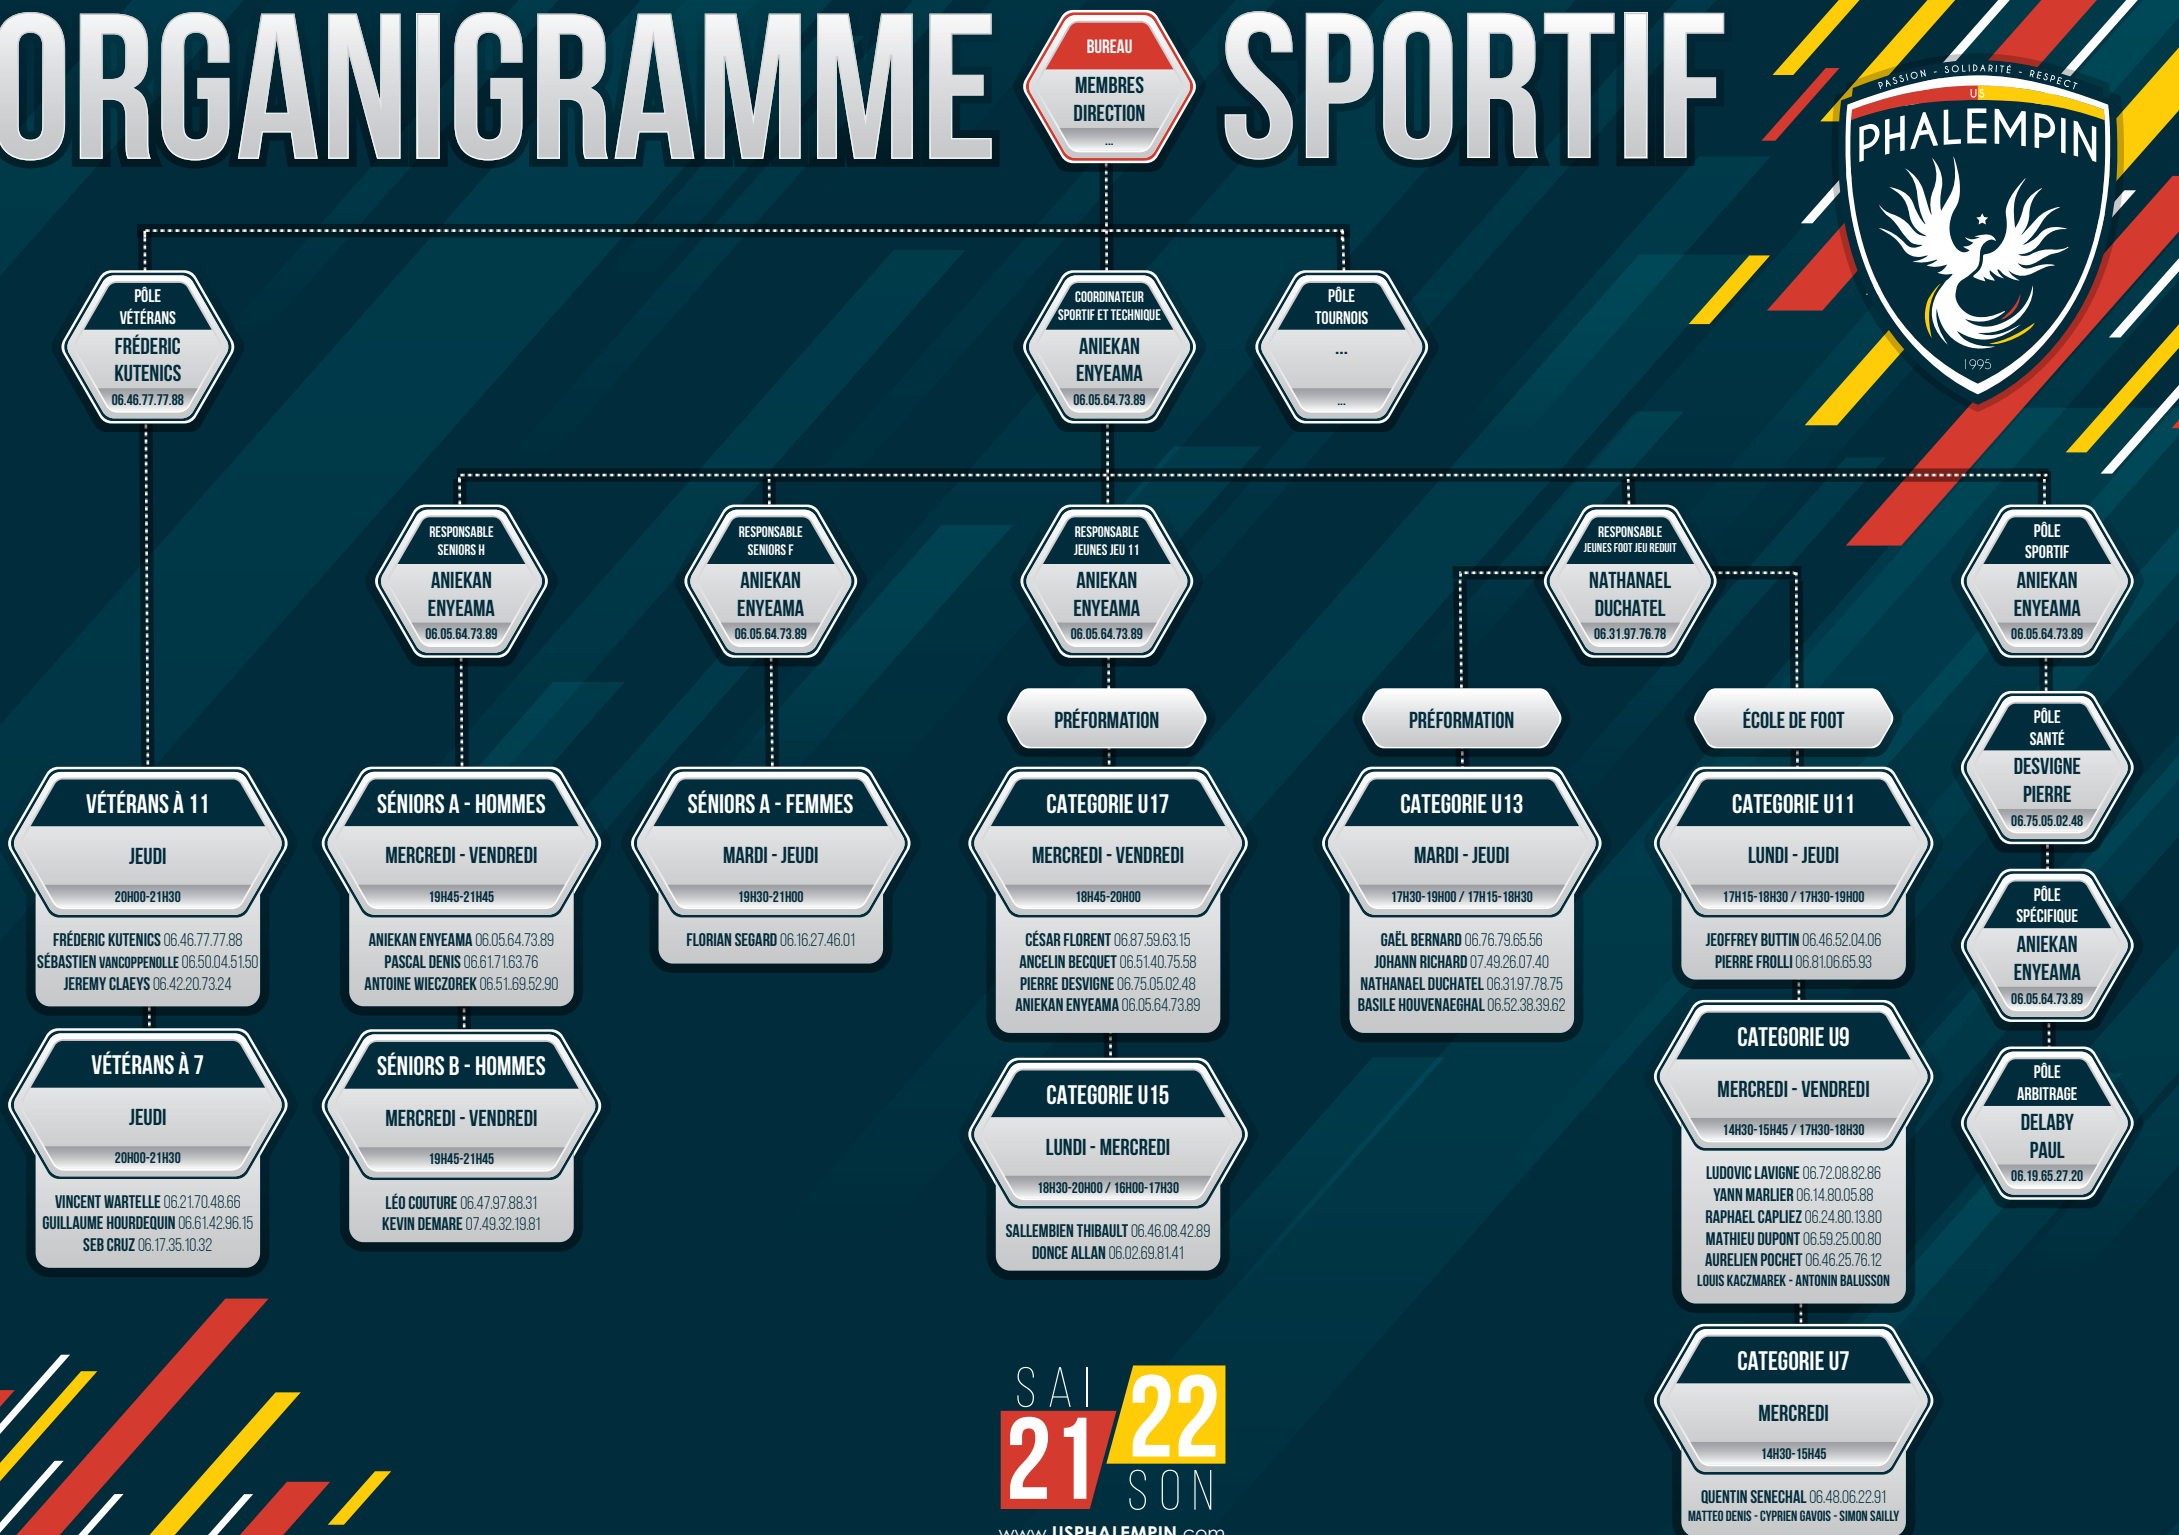 ORGANIGRAMME
SPORTIF
BUREAU
MEMBRES
DIRECTION
...
PASSION - SOLIDARITÉ - RESPECT
US
PHALEMPIN
1995
PÔLE
VÉTÉRANS
FRÉDERIC
KUTENICS
06.46.77.77.88
COORDINATEUR
SPORTIF ET TECHNIQUE
ANIEKAN
ENYEAMA
06.05.64.73.89
PÔLE
TOURNOIS
...
...
RESPONSABLE
SENIORS H
ANIEKAN
ENYEAMA
06.05.64.73.89
RESPONSABLE
SENIORS F
ANIEKAN
ENYEAMA
06.05.64.73.89
RESPONSABLE
JEUNES JEU 11
ANIEKAN
ENYEAMA
06.05.64.73.89
RESPONSABLE
JEUNES FOOT JEU REDUIT
NATHANAEL
DUCHATEL
06.31.97.76.78
PÔLE
SPORTIF
ANIEKAN
ENYEAMA
06.05.64.73.89
PÔLE
SANTÉ
DESVIGNE
PIERRE
06.75.05.02.48
PÔLE
SPÉCIFIQUE
ANIEKAN
ENYEAMA
06.05.64.73.89
PÔLE
ARBITRAGE
DELABY
PAUL
06.19.65.27.20
PRÉFORMATION
PRÉFORMATION
ÉCOLE DE FOOT
VÉTÉRANS À 11
JEUDI
20H00-21H30
FRÉDERIC KUTENICS 06.46.77.77.88
SÉBASTIEN VANCOPPENOLLE 06.50.04.51.50
JEREMY CLAEYS 06.42.20.73.24
VÉTÉRANS À 7
JEUDI
20H00-21H30
VINCENT WARTELLE 06.21.70.48.66
GUILLAUME HOURDEQUIN 06.61.42.96.15
SEB CRUZ 06.17.35.10.32
SÉNIORS A - HOMMES
MERCREDI - VENDREDI
19H45-21H45
ANIEKAN ENYEAMA 06.05.64.73.89
PASCAL DENIS 06.61.71.63.76
ANTOINE WIECZOREK 06.51..69.52.90
SÉNIORS B - HOMMES
MERCREDI - VENDREDI
19H45-21H45
LÉO COUTURE 06.47.97.88.31
KEVIN DEMARE 07.49.32.19.81
SÉNIORS A - FEMMES
MARDI - JEUDI
19H30-21H00
FLORIAN SEGARD 06.16.27.46.01
CATEGORIE U17
MERCREDI - VENDREDI
18H45-20H00
CÉSAR FLORENT 06.87.59.63.15
ANCELIN BECQUET 06.51.40.75.58
PIERRE DESVIGNE 06.75.05.02.48
ANIEKAN ENYEAMA 06.05.64.73.89
CATEGORIE U15
LUNDI - MERCREDI
18H30-20H00 / 16H00-17H30
SALLEMBIEN THIBAULT 06.46.08.42.89
DONCE ALLAN 06.02.69.81.41
CATEGORIE U13
MARDI - JEUDI
17H30-19H00 / 17H15-18H30
GAËL BERNARD 06.76.79.65.56
JOHANN RICHARD 07.49.26.07.40
NATHANAEL DUCHATEL 06.31.97.78.75
BASILE HOUVENAEGHAL 06.52.38.39.62
CATEGORIE U11
LUNDI - JEUDI
17H15-18H30 / 17H30-19H00
JEOFFREY BUTTIN 06.46.52.04.06
PIERRE FROLLI 06.81.06.65.93
CATEGORIE U9
MERCREDI - VENDREDI
14H30-15H45 / 17H30-18H30
LUDOVIC LAVIGNE 06.72.08.82.86
YANN MARLIER 06.14.80.05.88
RAPHAEL CAPLIEZ 06.24.80.13.80
MATHIEU DUPONT 06.59.25.00.80
AURELIEN POCHET 06.46.25.76.12
LOUIS KACZMAREK - ANTONIN BALUSSON
CATEGORIE U7
MERCREDI
14H30-15H45
QUENTIN SENECHAL 06.48.06.22.91
MATTEO DENIS - CYPRIEN GAVOIS - SIMON SAILLY
SAI
22
21
SON
www.USPHALEMPIN.com